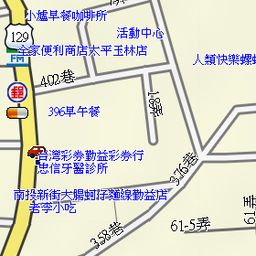 小爐早餐咖啡所
活動中心
129
全家便利商店太平玉林店
人類快樂螺螄
FM
402巷
18弄
郵
396早午餐
台灣彩券勤益彩券行
忠信牙醫診所
376巷
南投新街大腸蚵仔麵線勤益店
老李小吃
61-5弄
358巷